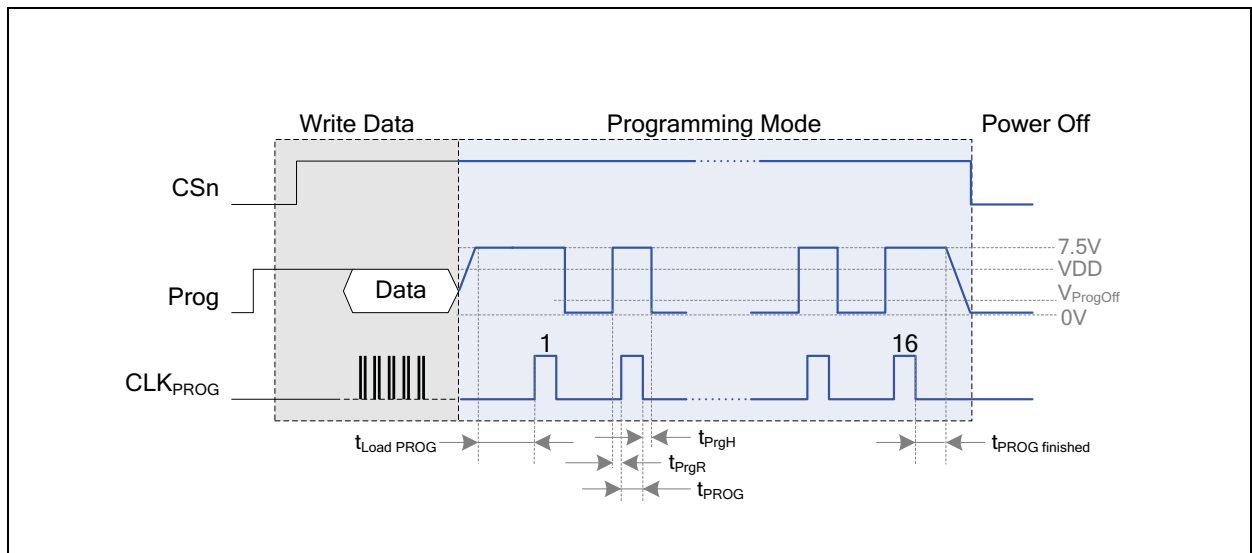 Write Data Programming Mode Power Off
CSn
7.5V
VDD
Prog Data
VProgOff
0V
1 16
CLKPROG
tLoad PROG tPrgH tPROG finished
tPrgR
tPROG